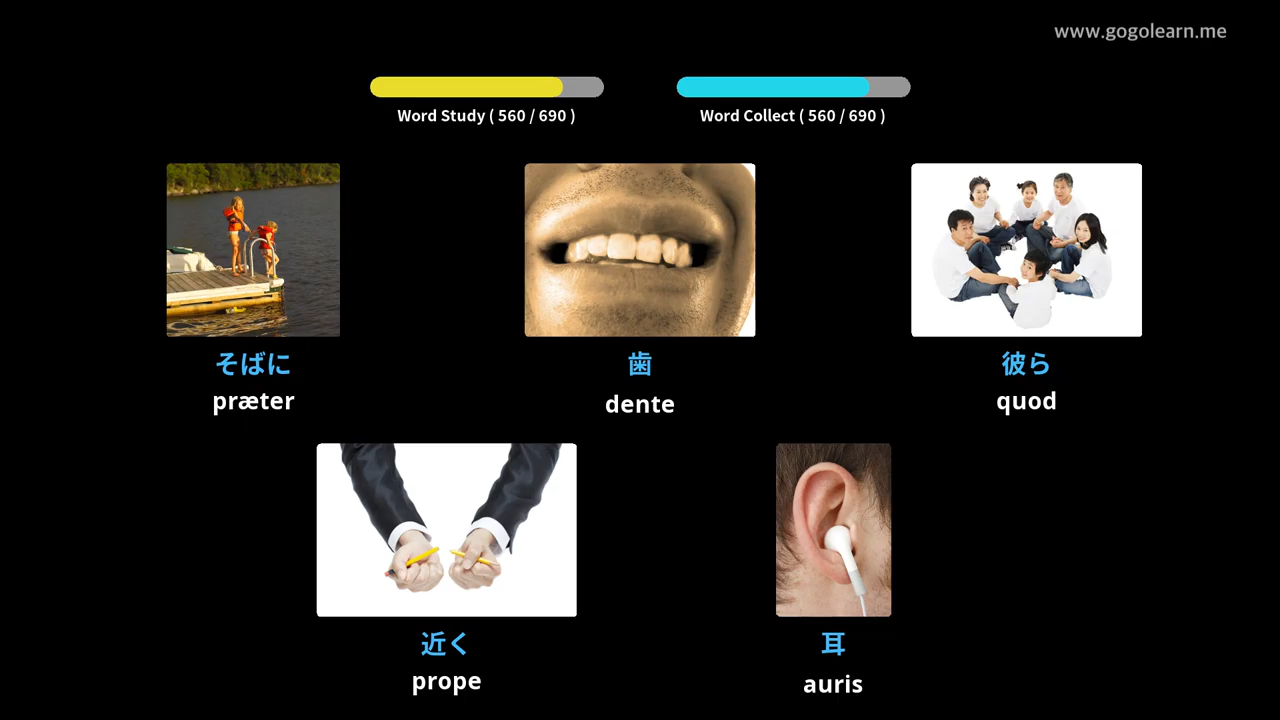 www.gogolearn.me
Word Study ( 560 / 690 )
Word Collect ( 560 / 690 )
そばに
præter
歯
dente
彼ら
quod
近く
prope
耳
auris